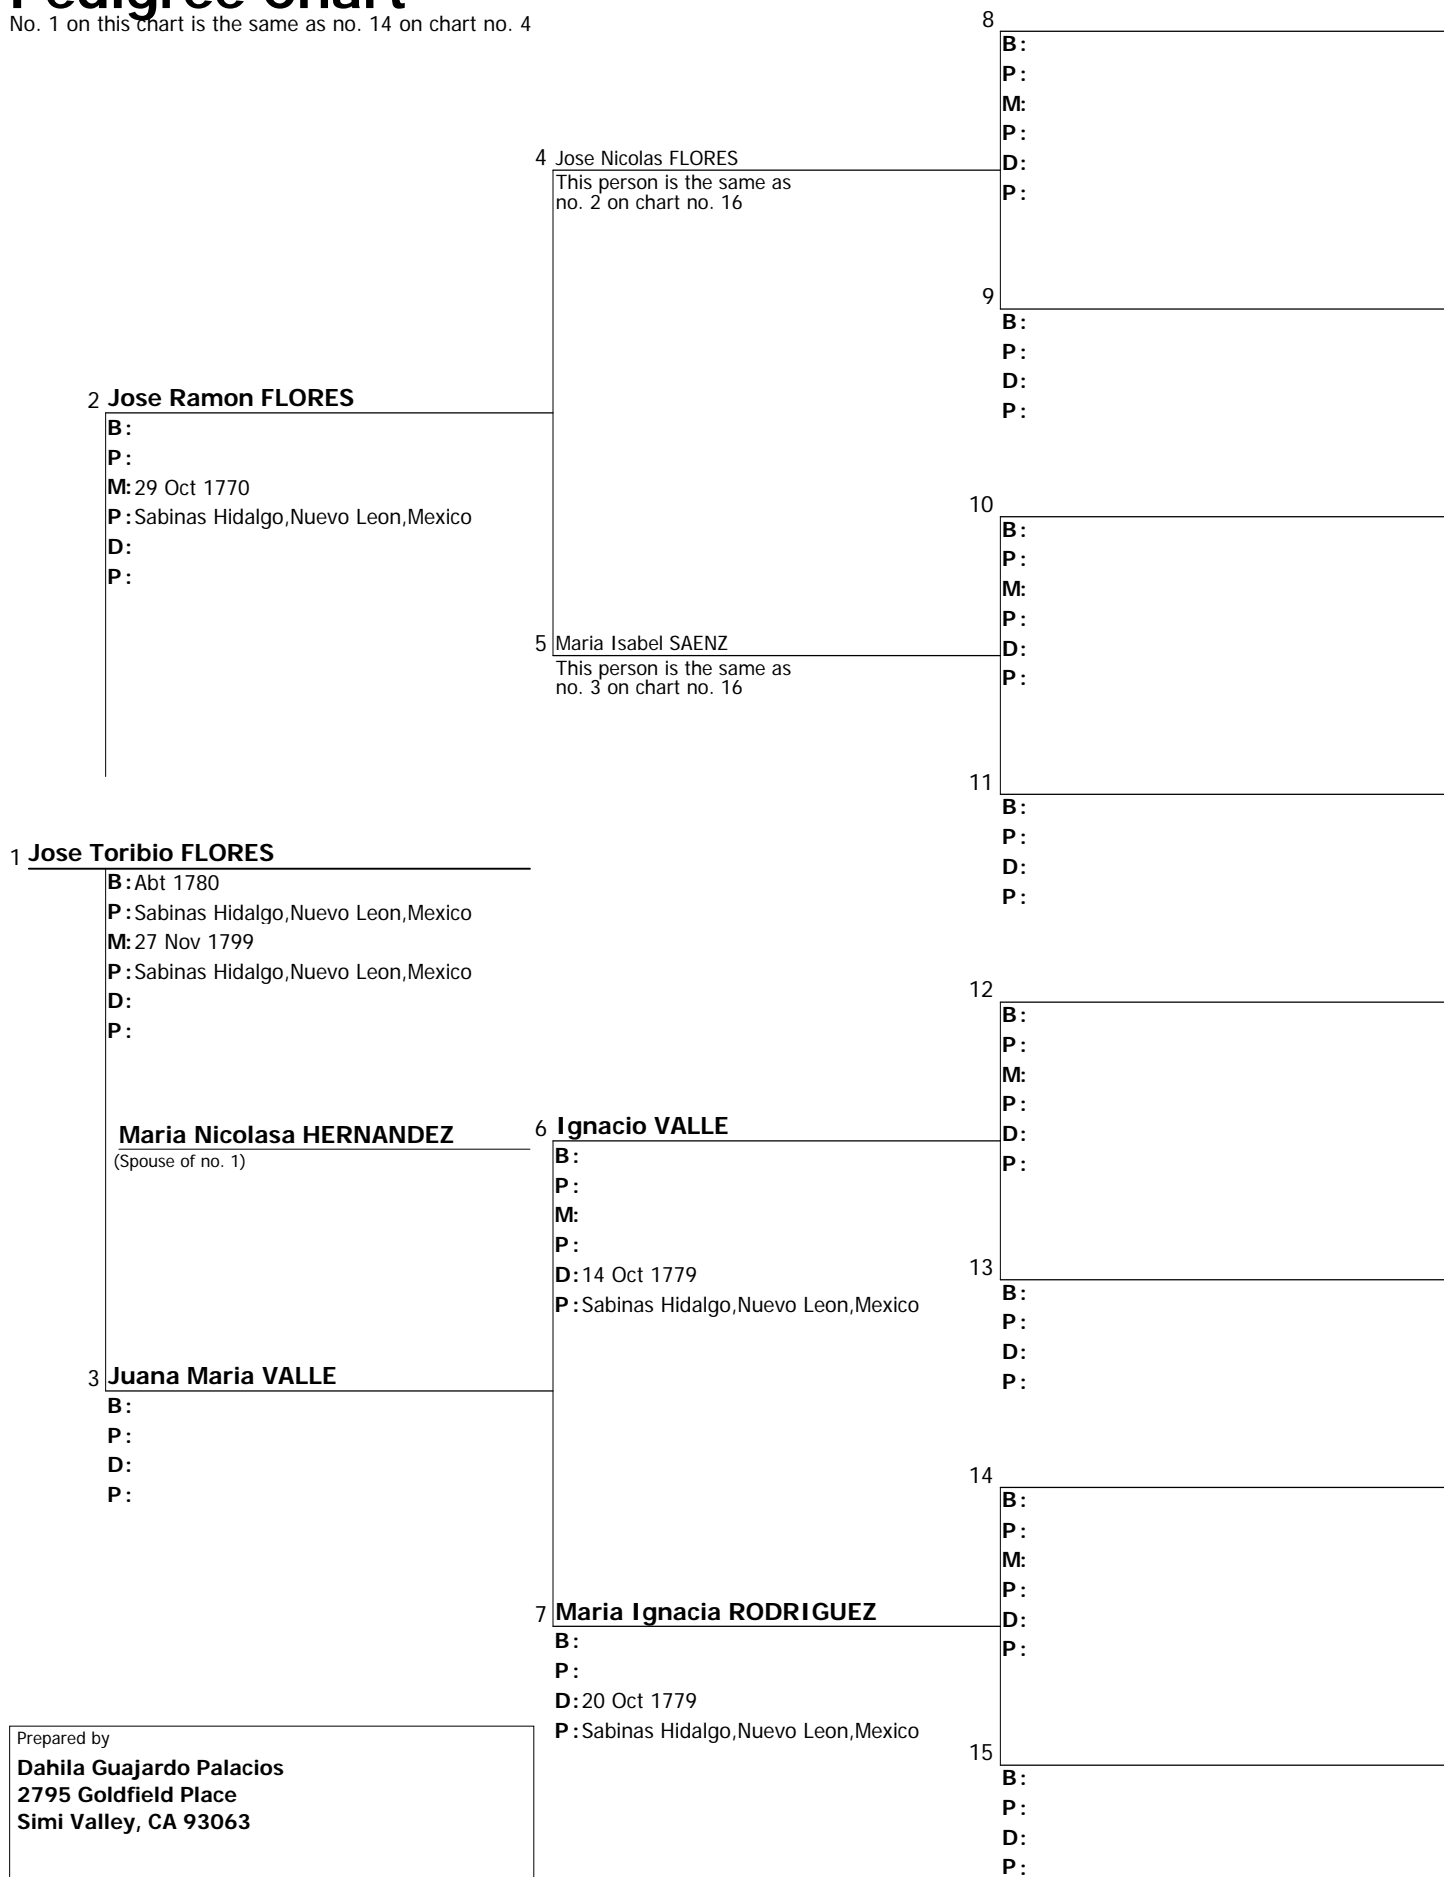 Pedigree Chart
No. 1 on this chart is the same as no. 14 on chart no. 4
8
B:
P:
M:
P:
D:
P:
4 Jose Nicolas FLORES
This person is the same as
no. 2 on chart no. 16
9
B:
P:
D:
P:
2 Jose Ramon FLORES
B:
P:
M: 29 Oct 1770
P: Sabinas Hidalgo,Nuevo Leon,Mexico
D:
P:
10
B:
P:
M:
P:
D:
P:
5 Maria Isabel SAENZ
This person is the same as
no. 3 on chart no. 16
11
B:
P:
D:
P:
1 Jose Toribio FLORES
B: Abt 1780
P: Sabinas Hidalgo,Nuevo Leon,Mexico
M: 27 Nov 1799
P: Sabinas Hidalgo,Nuevo Leon,Mexico
D:
P:
Maria Nicolasa HERNANDEZ
(Spouse of no. 1)
12
B:
P:
M:
P:
D:
P:
6 Ignacio VALLE
B:
P:
M:
P:
D: 14 Oct 1779
P: Sabinas Hidalgo,Nuevo Leon,Mexico
13
B:
P:
D:
P:
3 Juana Maria VALLE
B:
P:
D:
P:
14
B:
P:
M:
P:
D:
P:
7 Maria Ignacia RODRIGUEZ
B:
P:
D: 20 Oct 1779
P: Sabinas Hidalgo,Nuevo Leon,Mexico
15
B:
P:
D:
P:
Prepared by
Dahila Guajardo Palacios
2795 Goldfield Place
Simi Valley, CA 93063